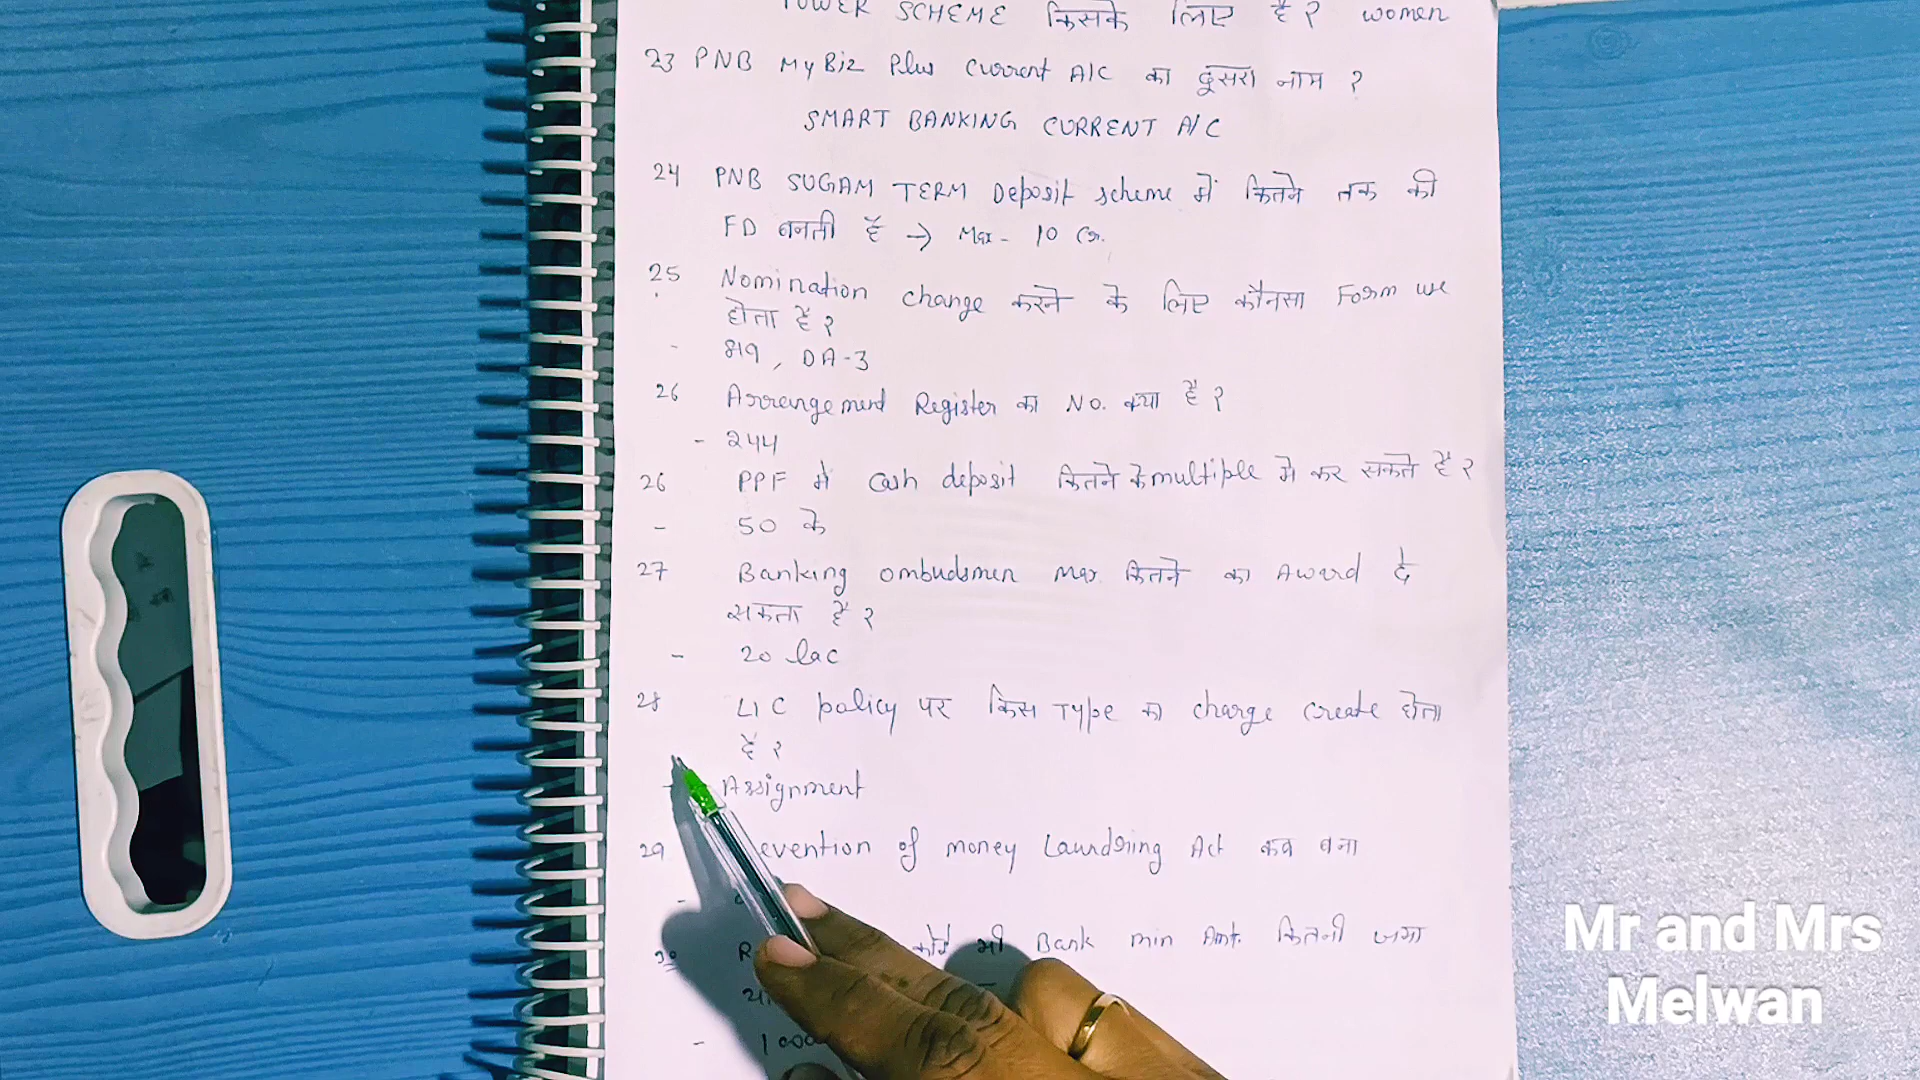 POWER SCHEME किसके लिए है ? women
23 PNB MyBiz Plus Current A/C का दूसरा नाम ?
SMART BANKING CURRENT A/C
24 PNB SUGAM TERM Deposit scheme में कितने तक की
FD बनती है → Max - 10 Cr.
25 Nomination change करने के लिए कौनसा Form use
होता है ?
- 819, DA-3
26 Arrangement Register का No. क्या है ?
- 244
26 PPF में Cash deposit कितने के multiple में कर सकते है ?
- 50 के
27 Banking ombudsmen Max. कितने का Award दे
सकता है ?
- 20 lac
28 LIC policy पर किस Type का charge create होता
है ?
- Assignment
29 evention of money Laundring Act कब बना
-
30 R कोई भी Bank min Amt. कितनी जमा
- 1000
Mr and Mrs
Melwan